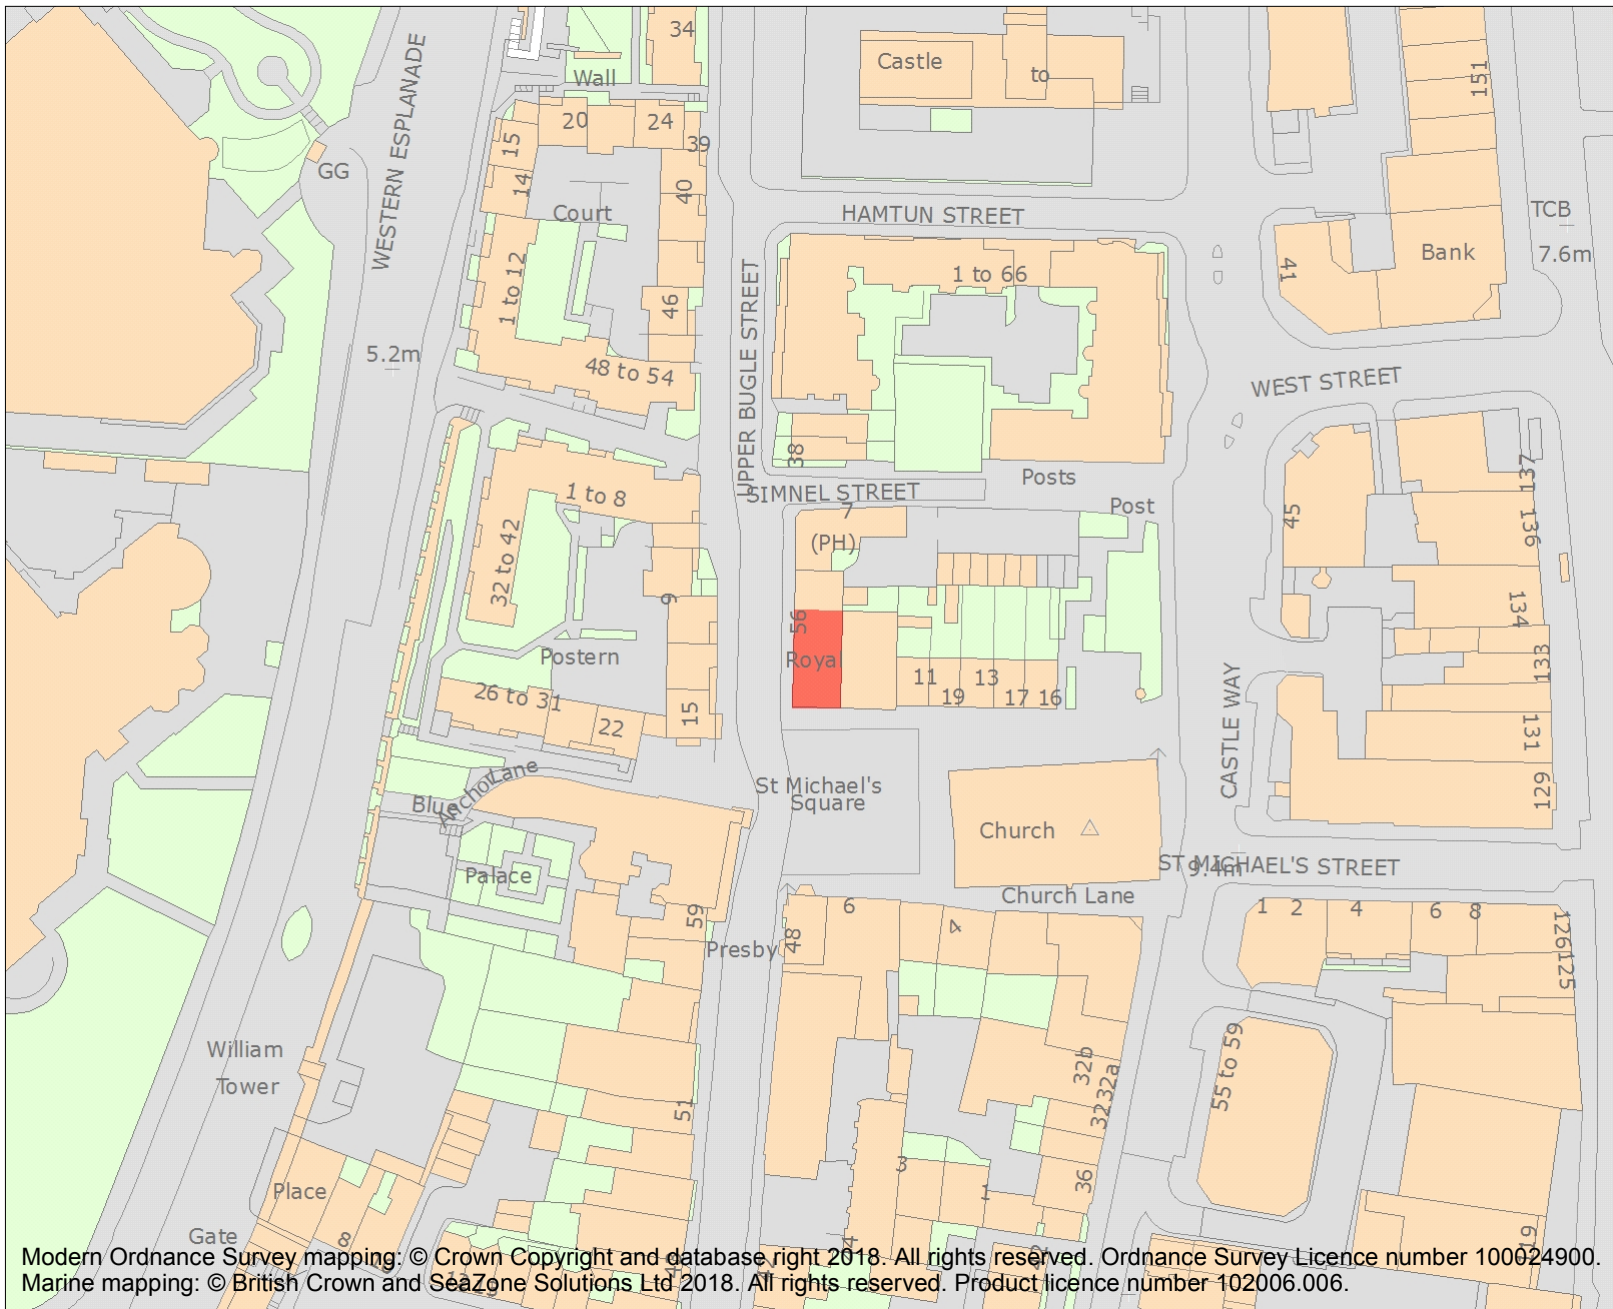 34
Castle
to
151
Wall
20
24
39
15
14
40
GG
WESTERN ESPLANADE
Court
HAMTUN STREET
TCB
7.6m
Bank
41
1 to 12
46
1 to 66
UPPER BUGLE STREET
5.2m
48 to 54
WEST STREET
38
Posts
SIMNEL STREET
Post
1 to 8
7
(PH)
45
137
136
32 to 42
9
56
134
Postern
Royal
133
26 to 31
22
15
11
19
13
17
16
CASTLE WAY
131
129
Anchor Lane
Blue
St Michael's
Square
Church
Palace
ST MICHAEL'S STREET
9.4m
Church Lane
59
48
6
4
1
2
4
6
8
126
125
Presby
William
Tower
55 to 59
32b
32a
32
51
3
1
36
Place
Gate
8
119
Modern Ordnance Survey mapping: © Crown Copyright and database right 2018. All rights reserved. Ordnance Survey Licence number 100024900.
Marine mapping: © British Crown and SeaZone Solutions Ltd 2018. All rights reserved. Product licence number 102006.006.